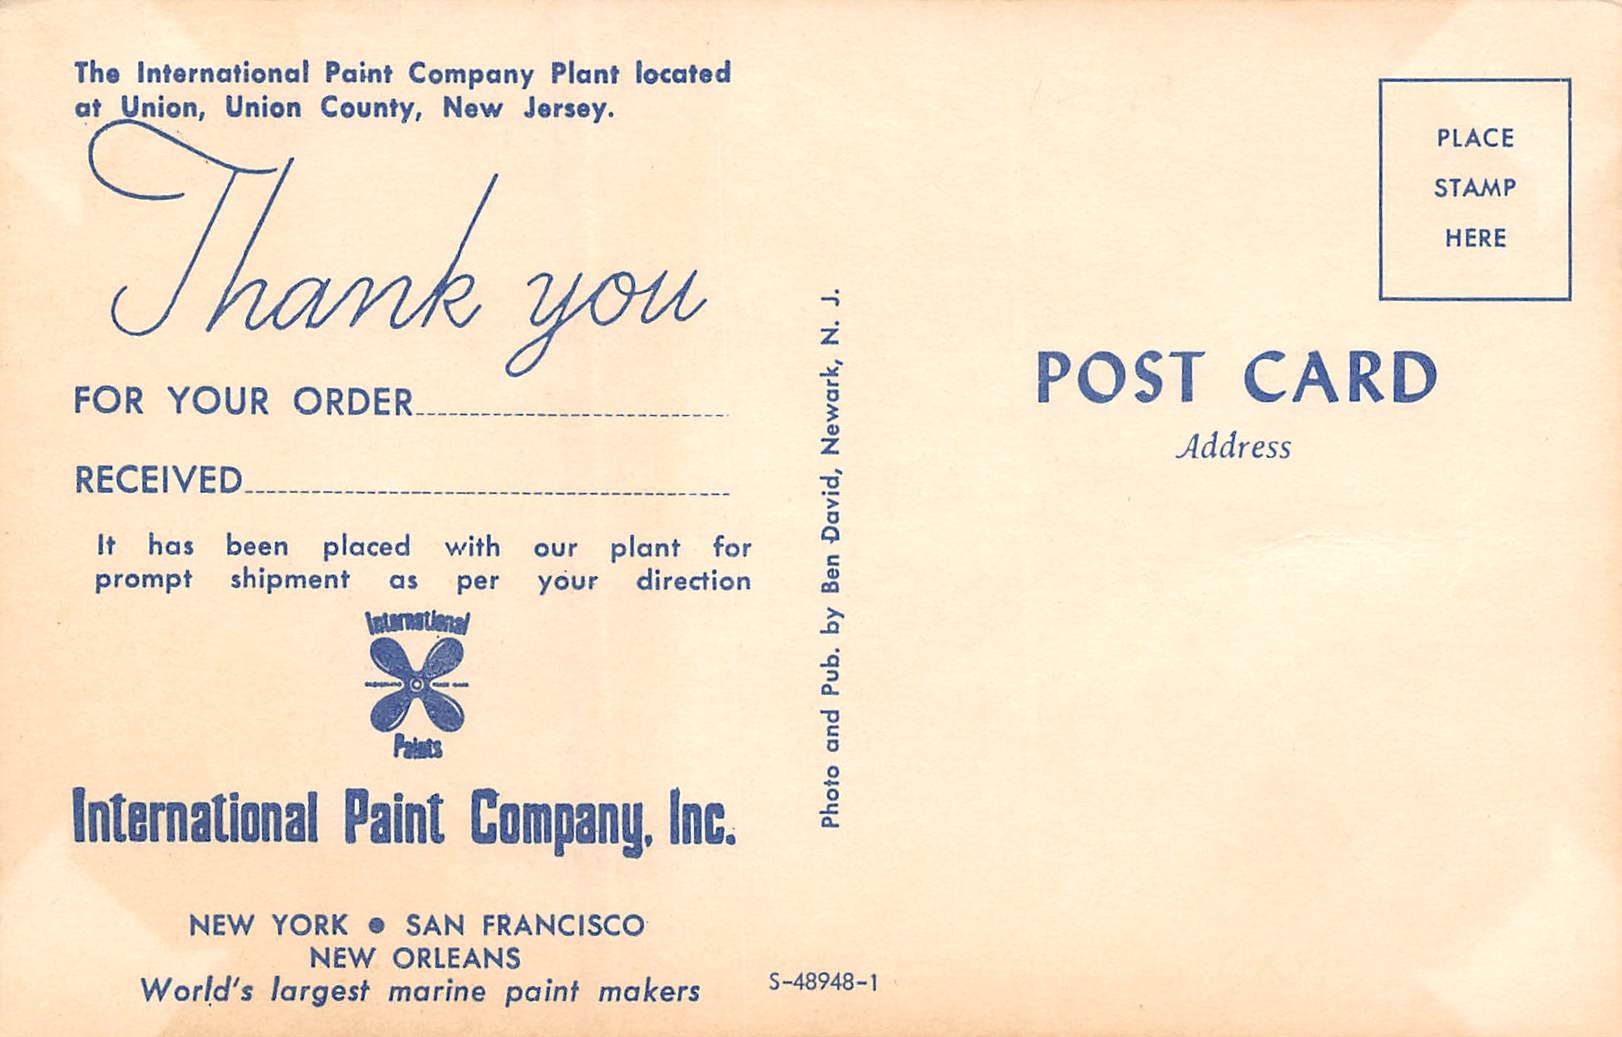 The International Paint Company Plant located
at Union, Union County, New Jersey.
Thank you
FOR YOUR ORDER
RECEIVED
It has been placed with our plant for
prompt shipment as per your direction
International
Paints
International Paint Company, Inc.
NEW YORK ● SAN FRANCISCO
NEW ORLEANS
World's largest marine paint makers
S-48948-1
Photo and Pub. by Ben David, Newark, N. J.
PLACE
STAMP
HERE
POST CARD
Address